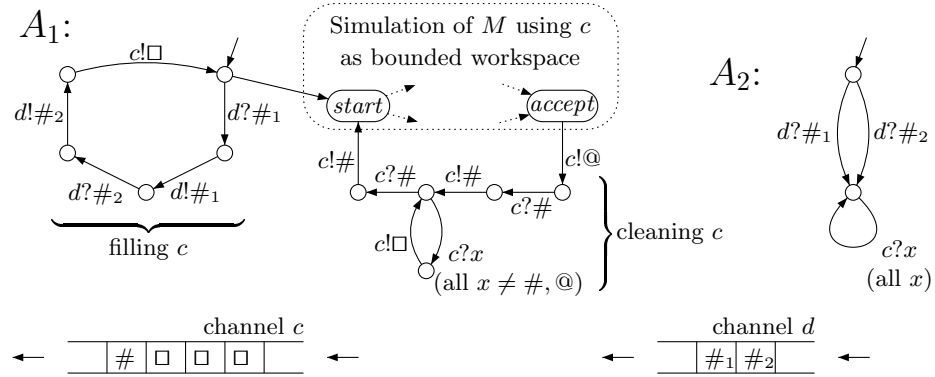 A₁:
Simulation of M using c
as bounded workspace
c!□
A₂:
start
accept
d!#₂
d?#₁
d?#₁
d?#₂
c!#
c!@
c?#
c!#
d?#₂
d!#₁
c?#
filling c
cleaning c
c!□
c?x
(all x ≠ #, @)
c?x
(all x)
channel c
channel d
# □ □ □
#₁ #₂